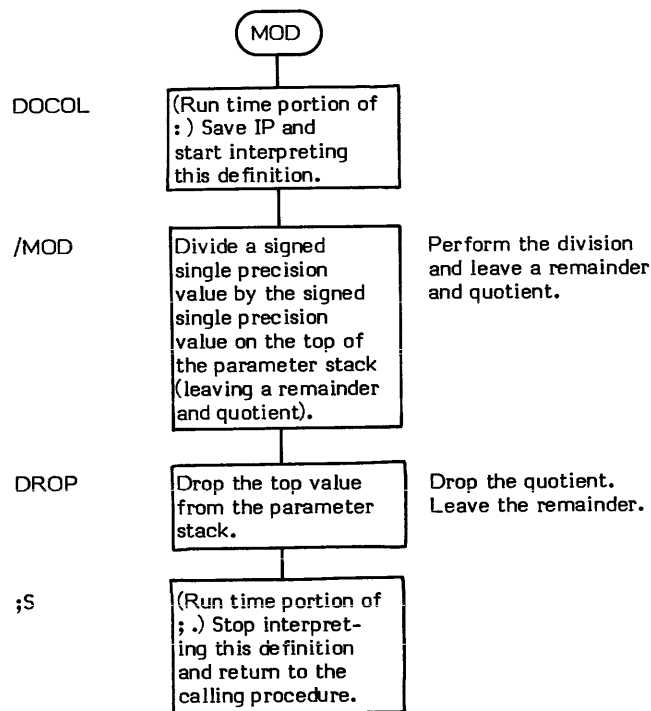 MOD
DOCOL
(Run time portion of
: ) Save IP and
start interpreting
this definition.
/MOD
Divide a signed
single precision
value by the signed
single precision
value on the top of
the parameter stack
(leaving a remainder
and quotient).
Perform the division
and leave a remainder
and quotient.
DROP
Drop the top value
from the parameter
stack.
Drop the quotient.
Leave the remainder.
;S
(Run time portion of
; .) Stop interpret-
ing this definition
and return to the
calling procedure.